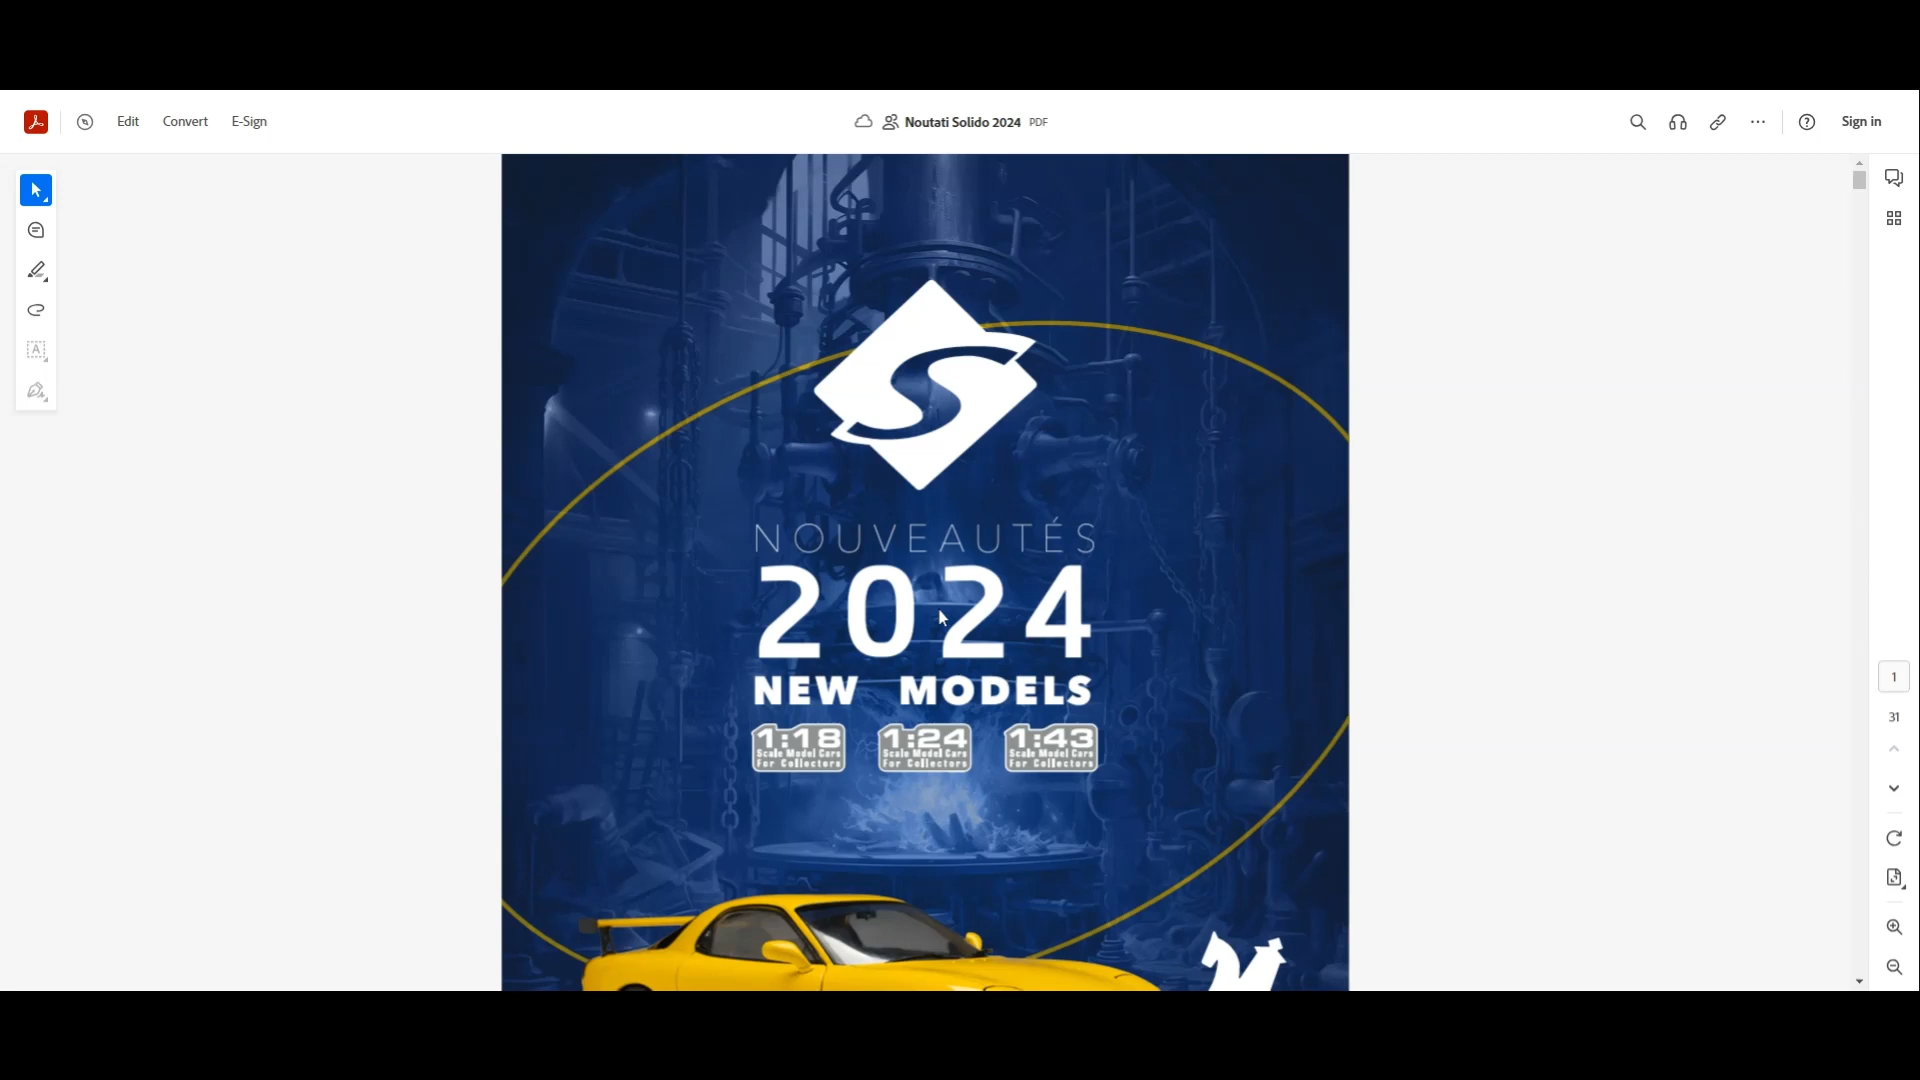 Edit Convert E-Sign
Noutati Solido 2024 PDF
Sign in
S
NOUVEAUTÉS
2024
NEW MODELS
1:18 1:24 1:43
Scale Model Cars Scale Model Cars Scale Model Cars
For Collectors For Collectors For Collectors
1
31